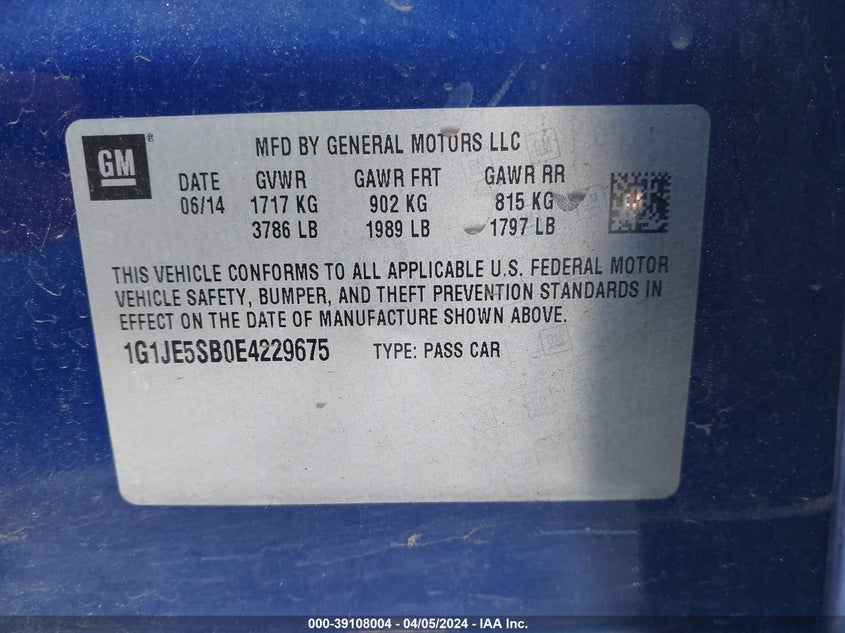 GM
MFD BY GENERAL MOTORS LLC
DATE GVWR GAWR FRT GAWR RR
06/14 1717 KG 902 KG 815 KG
3786 LB 1989 LB 1797 LB
THIS VEHICLE CONFORMS TO ALL APPLICABLE U.S. FEDERAL MOTOR
VEHICLE SAFETY, BUMPER, AND THEFT PREVENTION STANDARDS IN
EFFECT ON THE DATE OF MANUFACTURE SHOWN ABOVE.
1G1JE5SB0E4229675 TYPE: PASS CAR
000-39108004 - 04/05/2024 - IAA Inc.